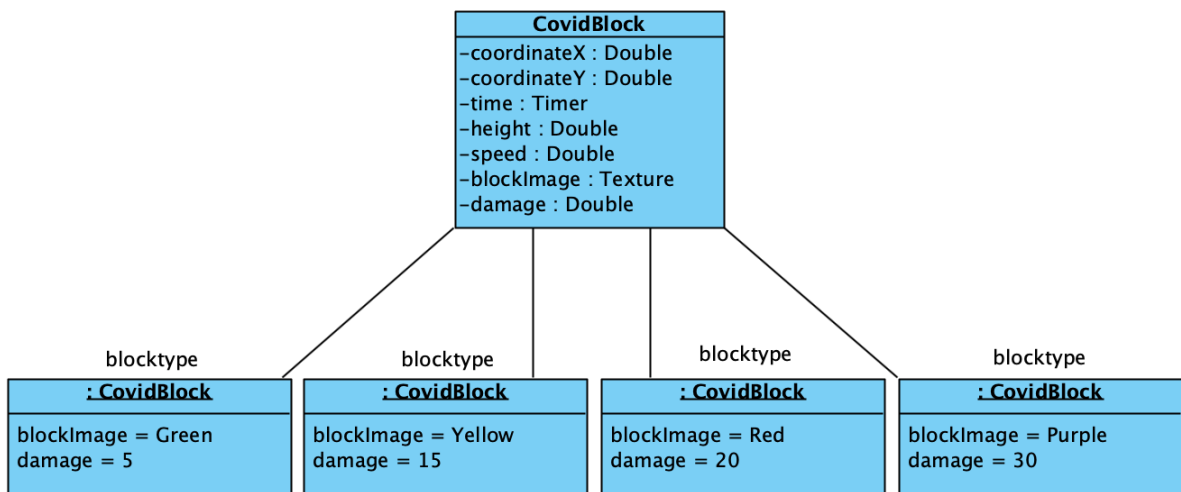 CovidBlock
-coordinateX : Double
-coordinateY : Double
-time : Timer
-height : Double
-speed : Double
-blockImage : Texture
-damage : Double
blocktype
blocktype
blocktype
blocktype
: CovidBlock
blockImage = Green
damage = 5
: CovidBlock
blockImage = Yellow
damage = 15
: CovidBlock
blockImage = Red
damage = 20
: CovidBlock
blockImage = Purple
damage = 30